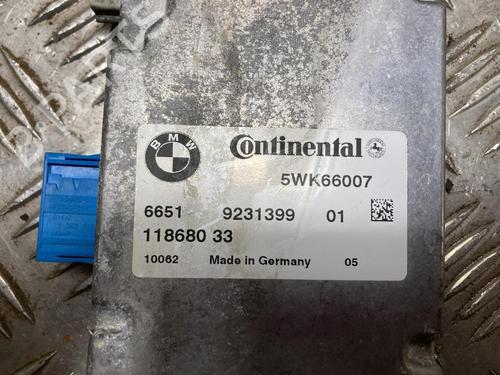 BMW
Continental
5WK66007
6651 9231399 01
118680 33
10062 Made in Germany 05